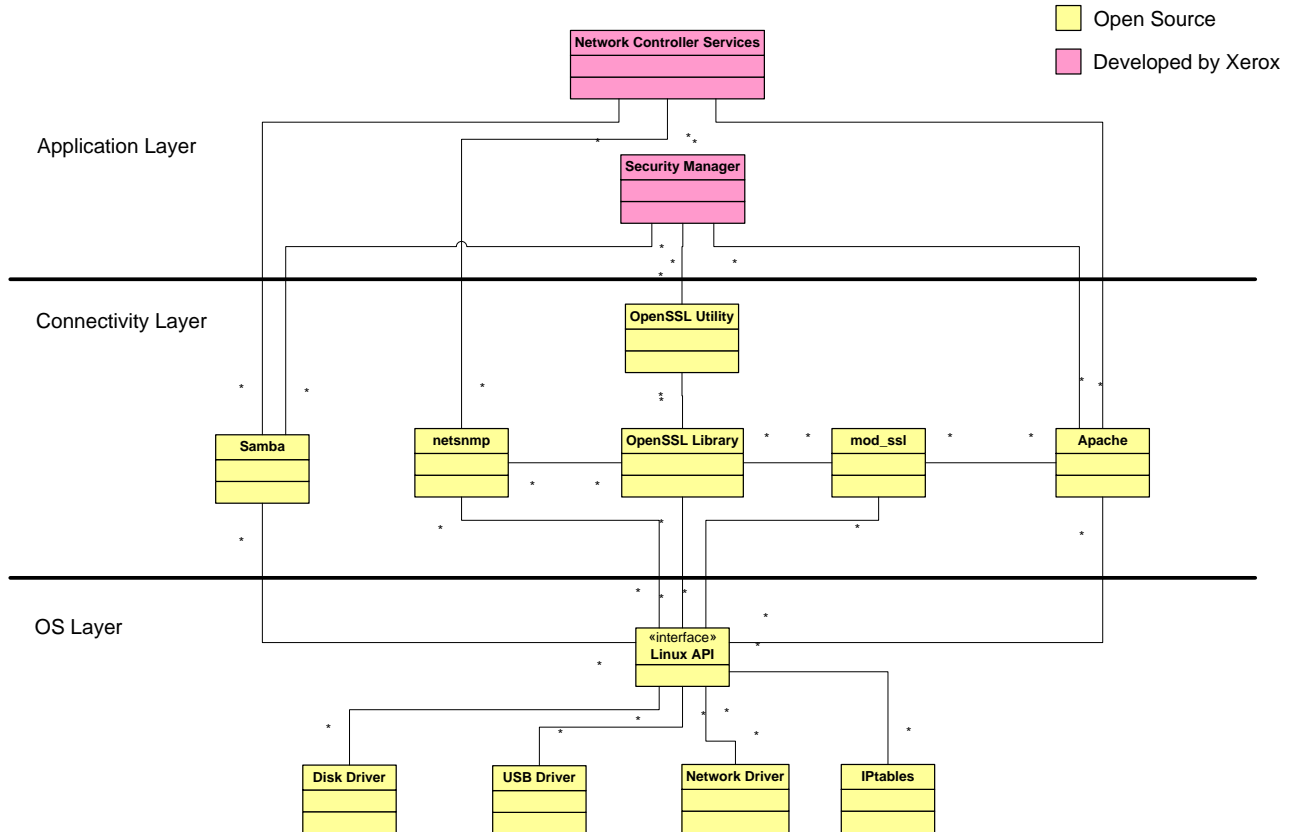 Open Source
Developed by Xerox
Network Controller Services
Application Layer
* * *
*
Security Manager
*
* *
*
OpenSSL Utility
Connectivity Layer
* * * * * *
*
*
Samba
netsnmp
OpenSSL Library
* *
mod_ssl
* *
Apache
* *
* * * *
* *
* * *
*
OS Layer
«interface»
Linux API
*
*
*
* * * *
* * * *
Disk Driver
USB Driver
Network Driver
IPtables